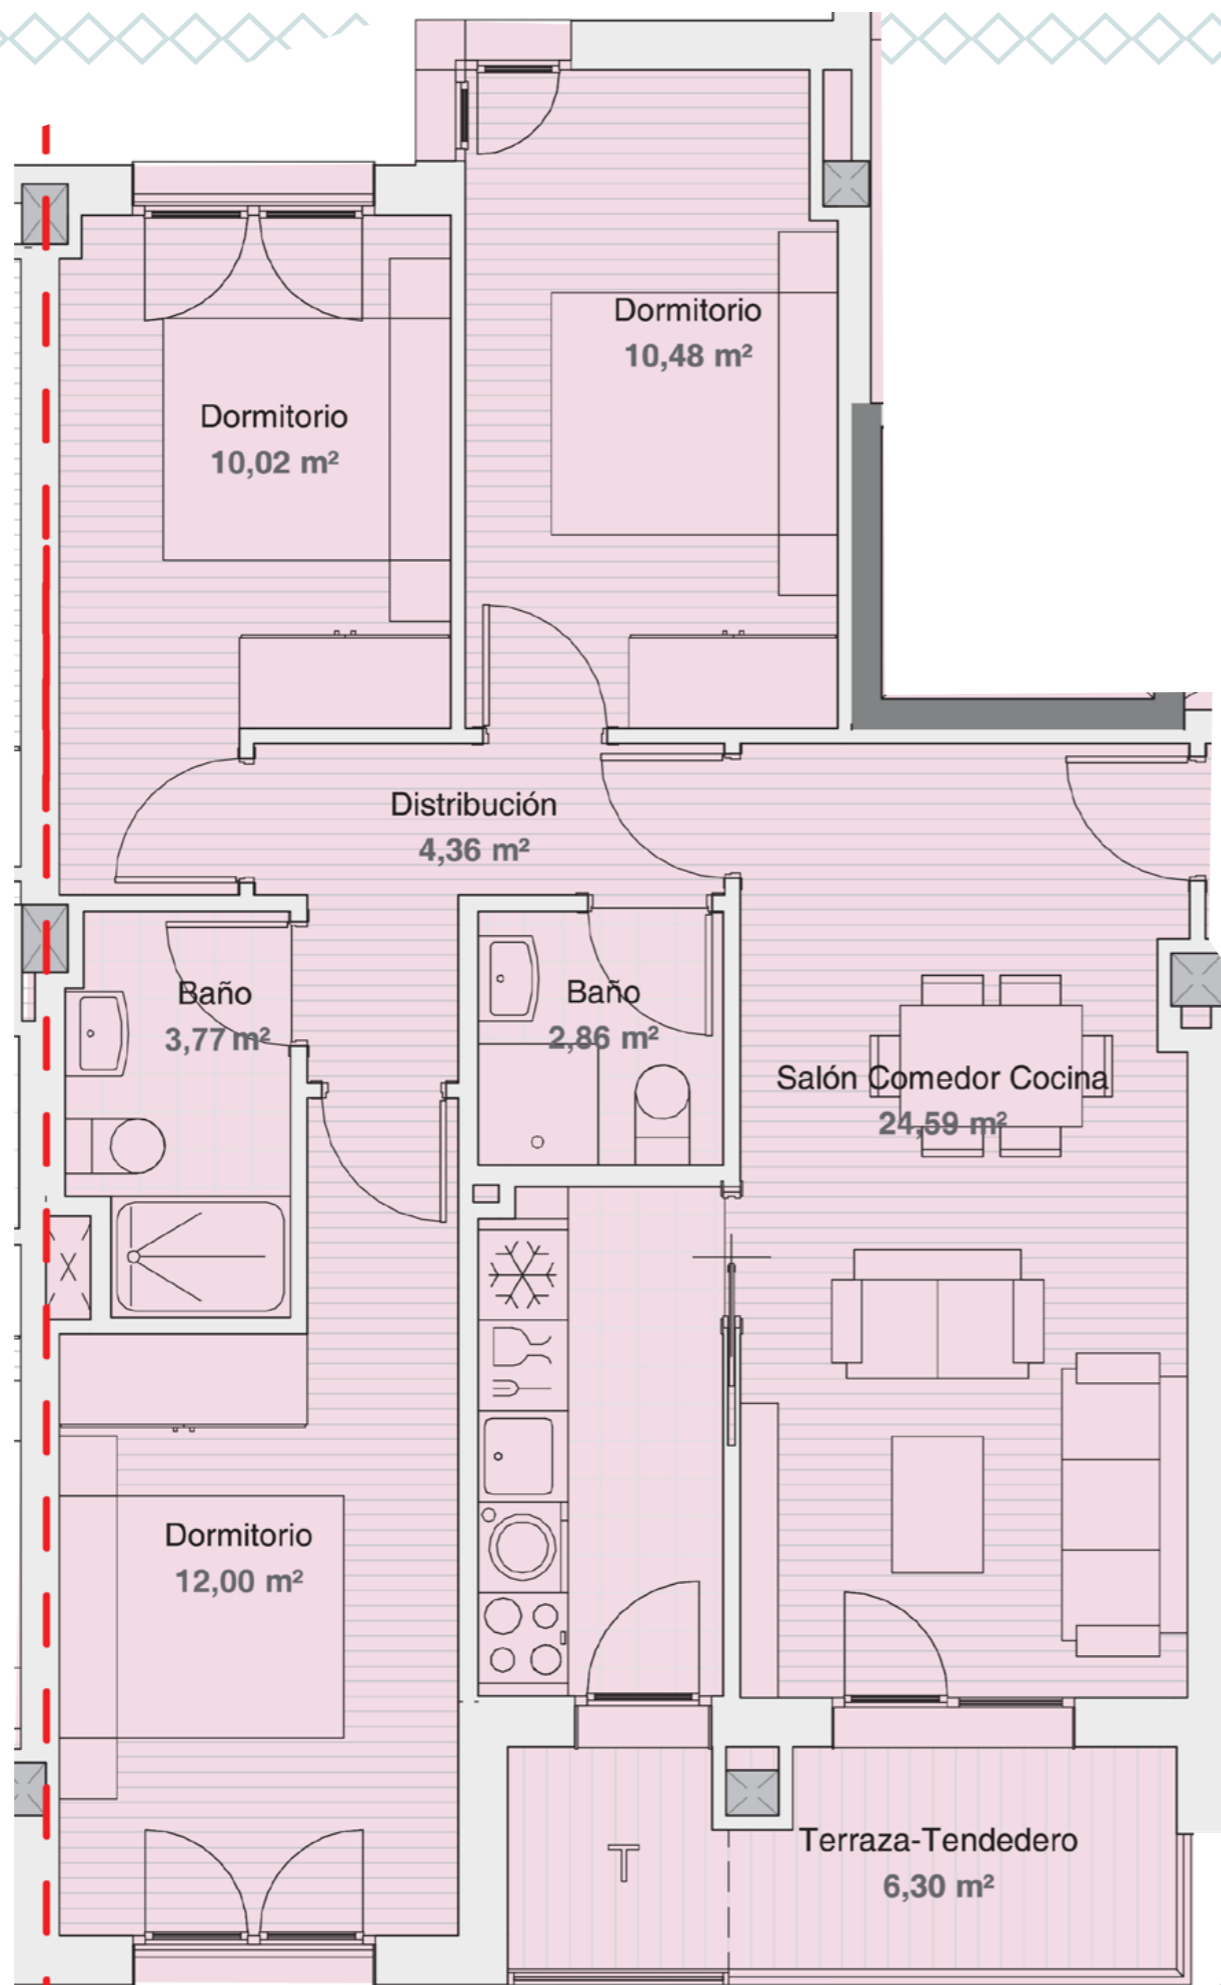 Dormitorio
10,48 m²
Dormitorio
10,02 m²
Distribución
4,36 m²
Baño
3,77 m²
Baño
2,86 m²
Salón Comedor Cocina
24,59 m²
Dormitorio
12,00 m²
T
Terraza-Tendedero
6,30 m²